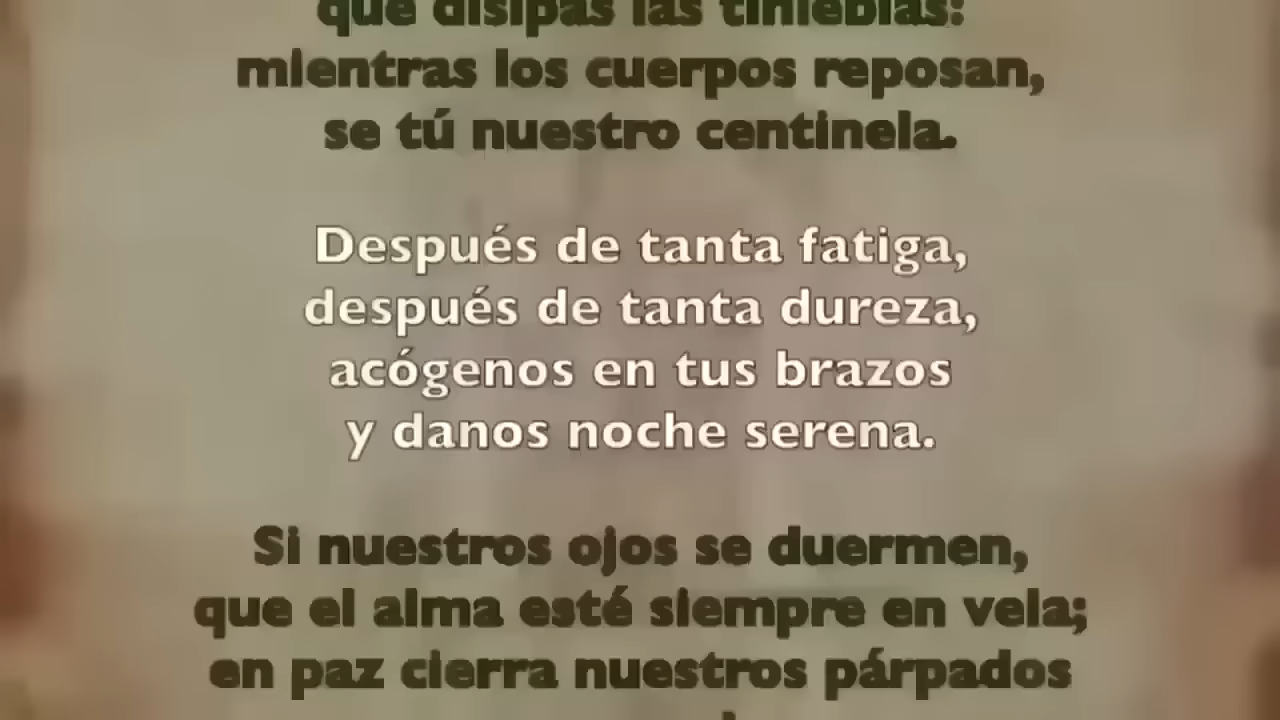 que disipas las tinieblas:
mientras los cuerpos reposan,
se tú nuestro centinela.
Después de tanta fatiga,
después de tanta dureza,
acógenos en tus brazos
y danos noche serena.
Si nuestros ojos se duermen,
que el alma esté siempre en vela;
en paz cierra nuestros párpados